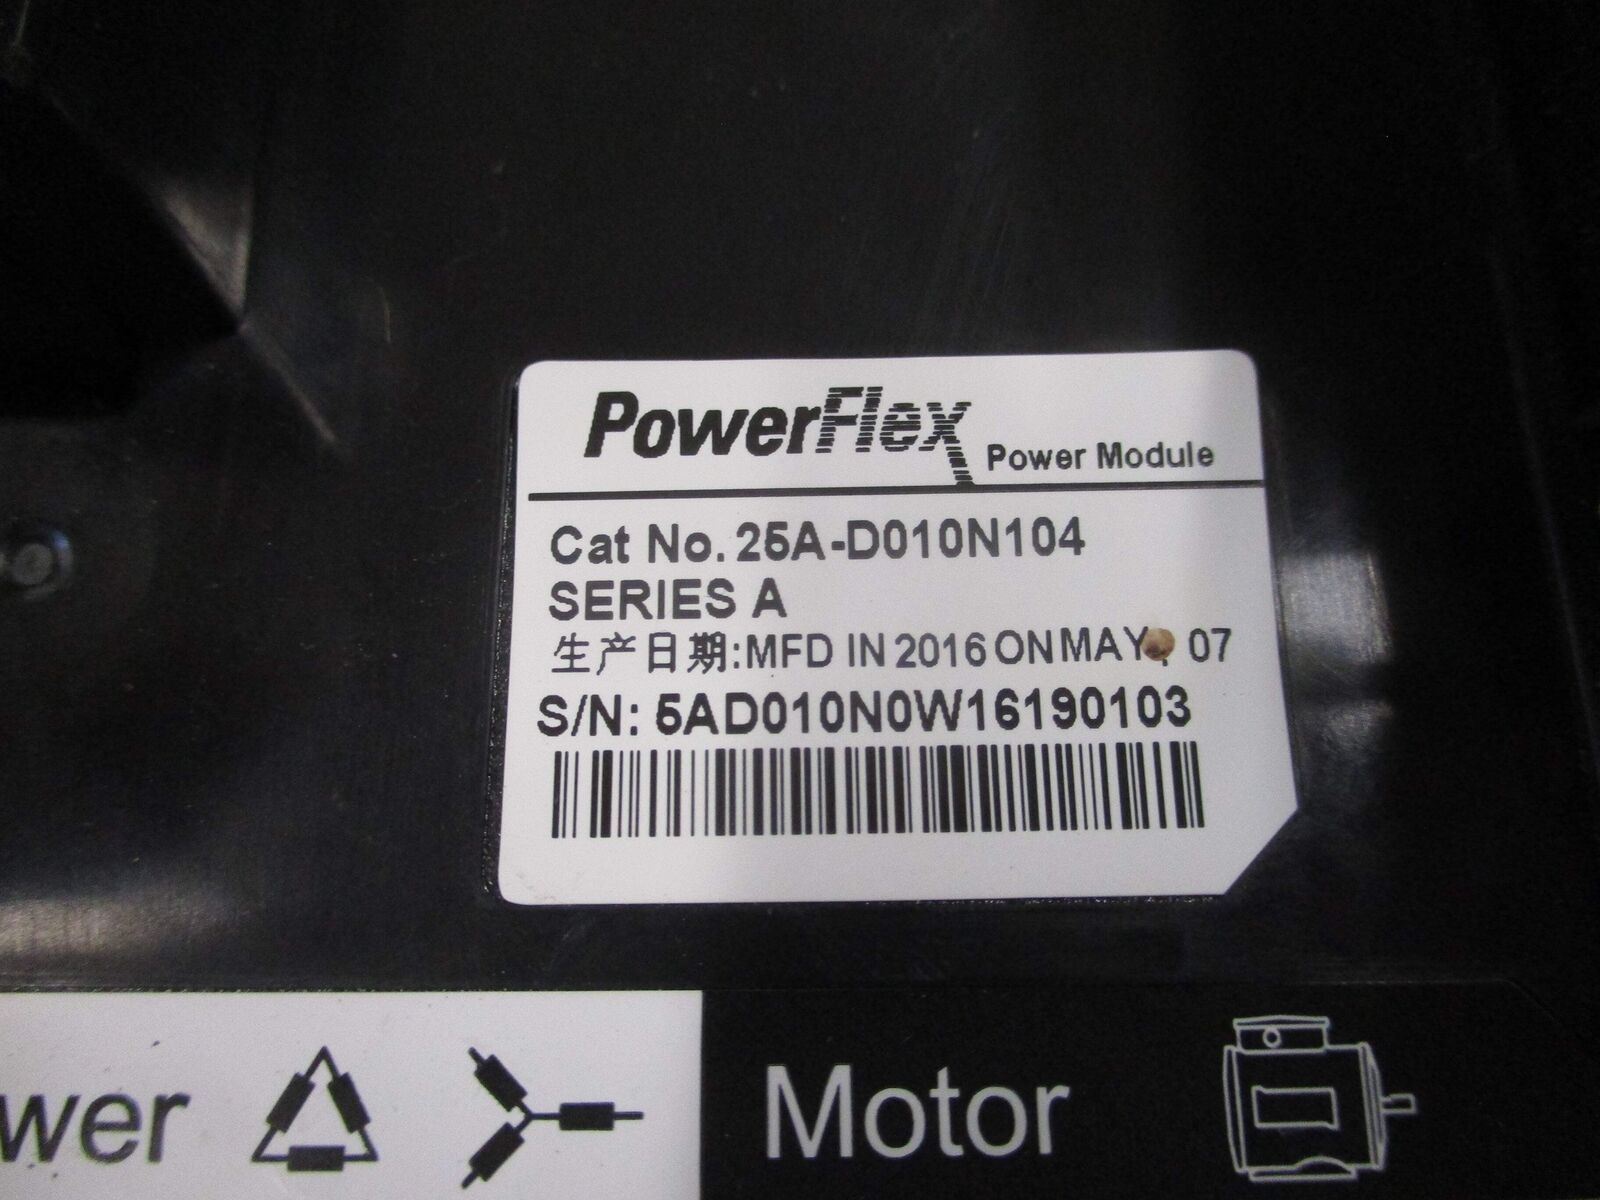 PowerFlex Power Module
Cat No. 25A-D010N104
SERIES A
生产日期:MFD IN 2016 ON MAY, 07
S/N: 5AD010N0W16190103
wer
Motor